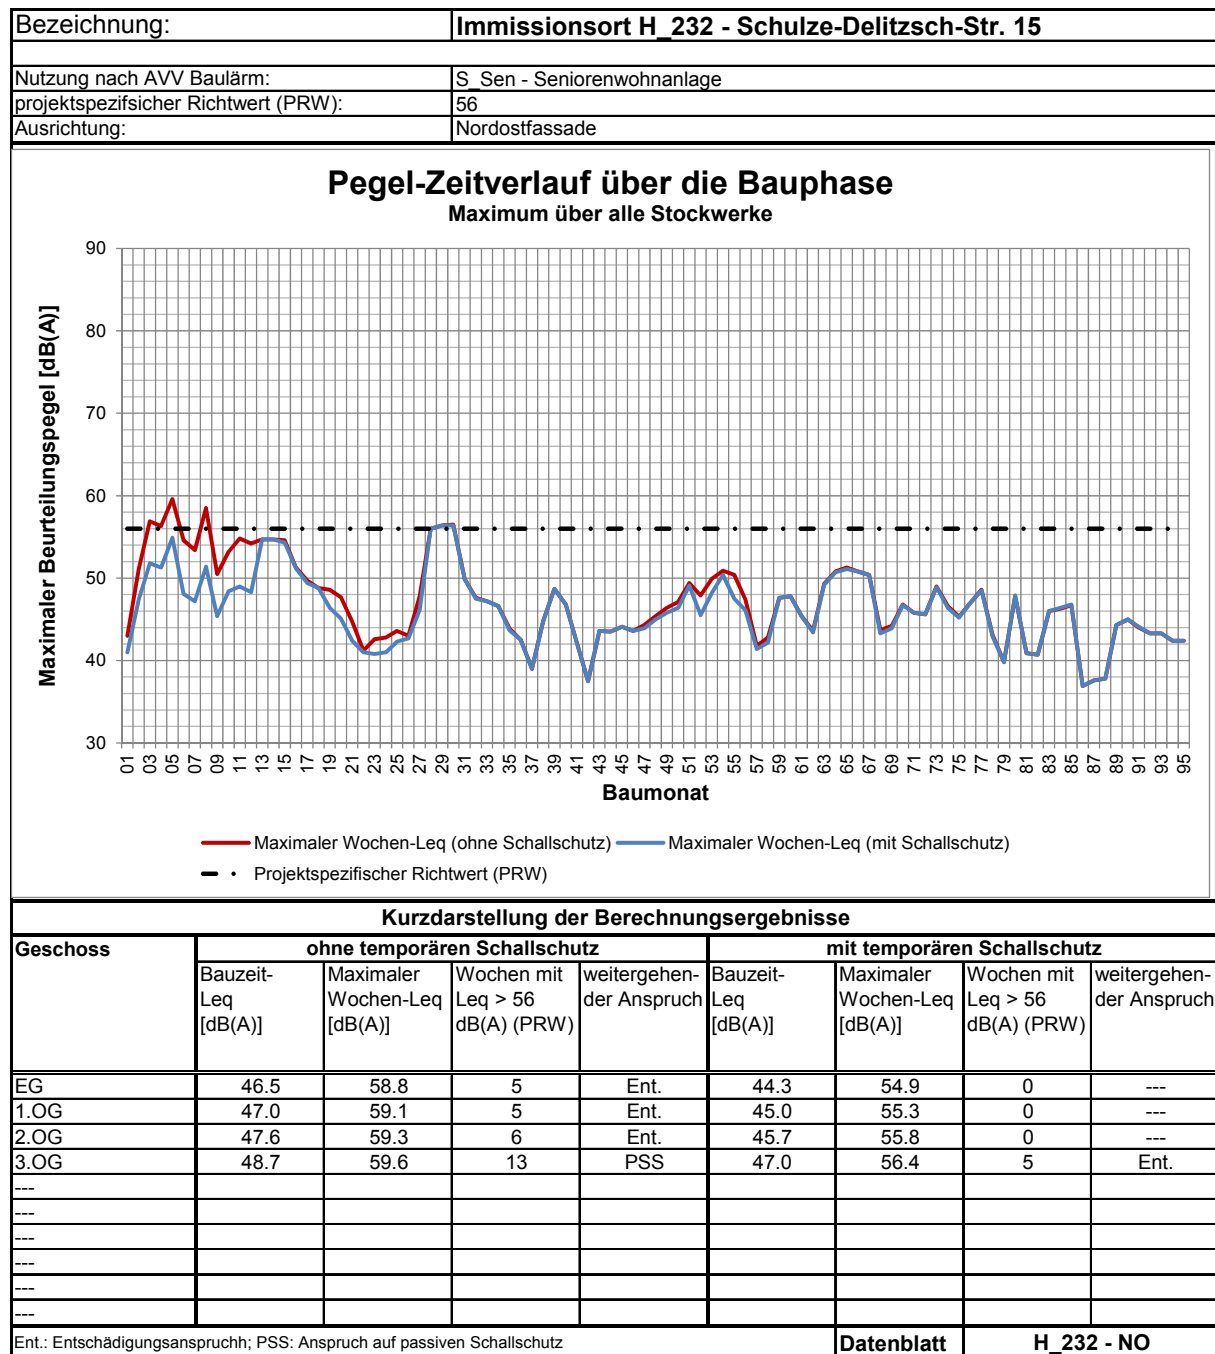 Bezeichnung: Immissionsort H_232 - Schulze-Delitzsch-Str. 15
Nutzung nach AVV Baulärm: S_Sen - Seniorenwohnanlage
projektspezifsicher Richtwert (PRW): 56
Ausrichtung: Nordostfassade
Pegel-Zeitverlauf über die Bauphase
Maximum über alle Stockwerke
Maximaler Beurteilungspegel [dB(A)]
90
80
70
60
50
40
30
01 03 05 07 09 11 13 15 17 19 21 23 25 27 29 31 33 35 37 39 41 43 45 47 49 51 53 55 57 59 61 63 65 67 69 71 73 75 77 79 81 83 85 87 89 91 93 95
Baumonat
Maximaler Wochen-Leq (ohne Schallschutz) Maximaler Wochen-Leq (mit Schallschutz)
Projektspezifischer Richtwert (PRW)
Kurzdarstellung der Berechnungsergebnisse
Geschoss ohne temporären Schallschutz mit temporären Schallschutz
Bauzeit- Maximaler Wochen mit weitergehen- Bauzeit- Maximaler Wochen mit weitergehen-
Leq Wochen-Leq Leq > 56 der Anspruch Leq Wochen-Leq Leq > 56 der Anspruch
[dB(A)] [dB(A)] dB(A) (PRW) [dB(A)] [dB(A)] dB(A) (PRW)
EG 46.5 58.8 5 Ent. 44.3 54.9 0 ---
1.OG 47.0 59.1 5 Ent. 45.0 55.3 0 ---
2.OG 47.6 59.3 6 Ent. 45.7 55.8 0 ---
3.OG 48.7 59.6 13 PSS 47.0 56.4 5 Ent.
---
---
---
---
---
---
Ent.: Entschädigungsanspruchh; PSS: Anspruch auf passiven Schallschutz Datenblatt H_232 - NO